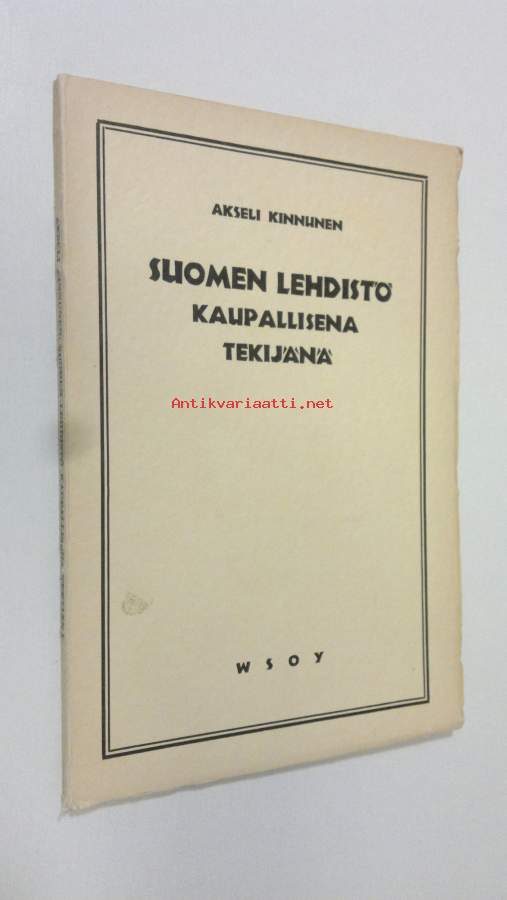 AKSELI KINNUNEN
SUOMEN LEHDISTÖ
KAUPALLISENA
TEKIJÄNÄ
Antikvariaatti.net
WSOY